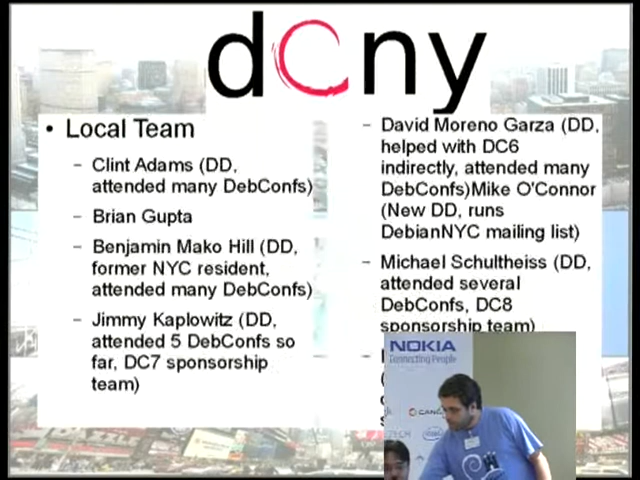 dCny
• Local Team
– Clint Adams (DD,
attended many DebConfs)
– Brian Gupta
– Benjamin Mako Hill (DD,
former NYC resident,
attended many DebConfs)
– Jimmy Kaplowitz (DD,
attended 5 DebConfs so
far, DC7 sponsorship
team)
– David Moreno Garza (DD,
helped with DC6
indirectly, attended many
DebConfs)Mike O'Connor
(New DD, runs
DebianNYC mailing list)
– Michael Schultheiss (DD,
attended several
DebConfs, DC8
sponsorship team)
NOKIA
Connecting People